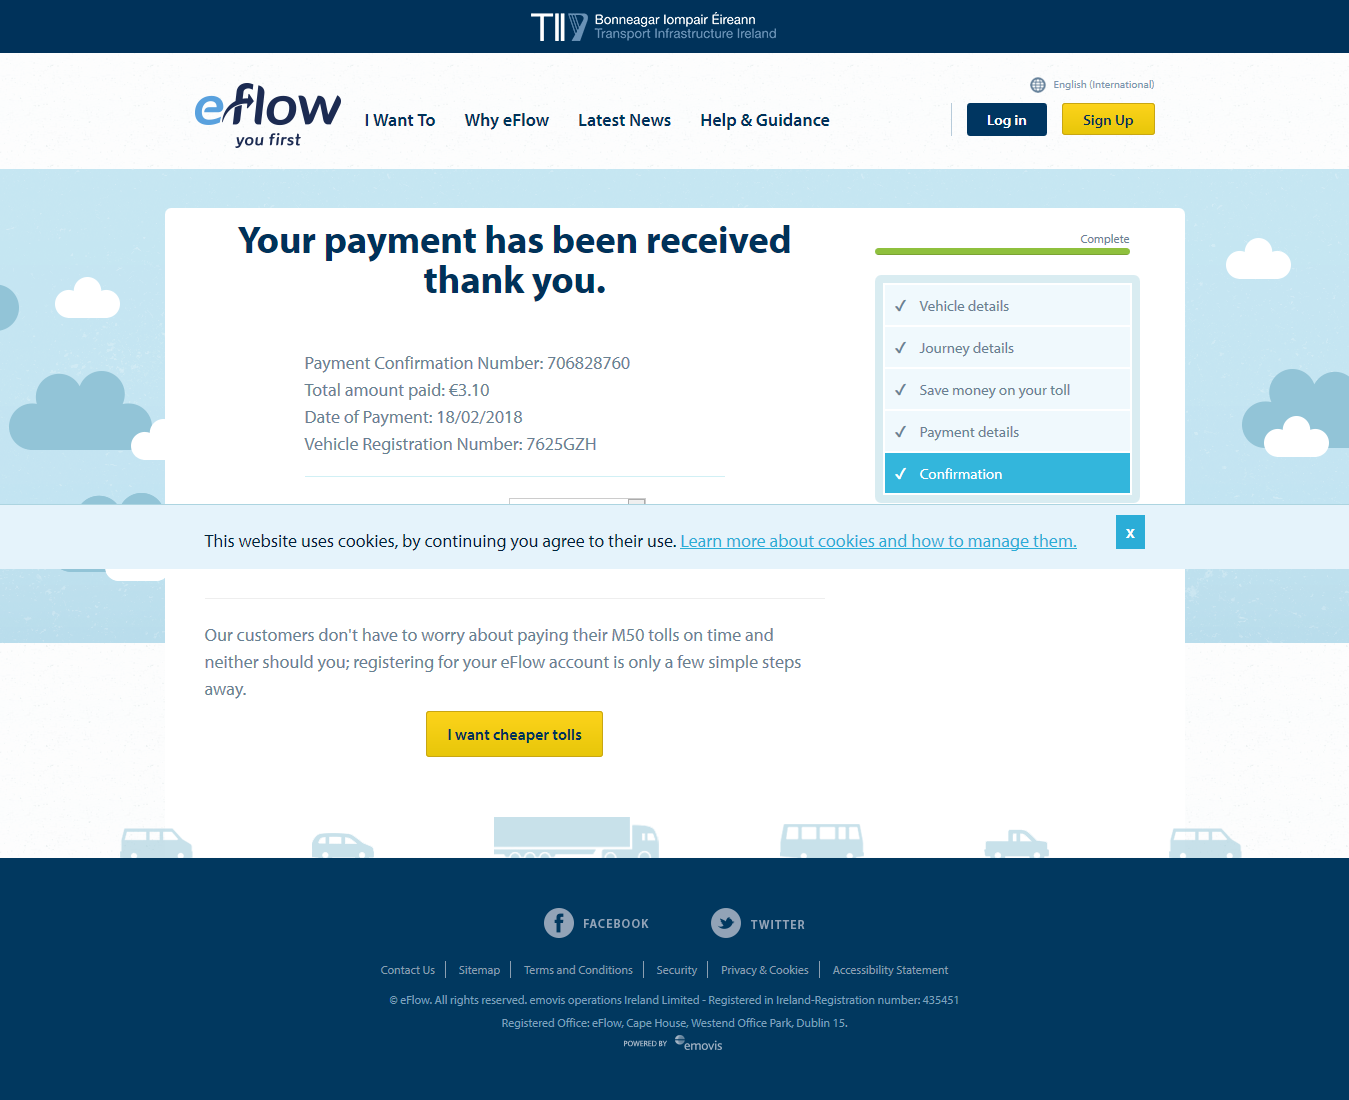 TII
Bonneagar Iompair Éireann
Transport Infrastructure Ireland
English (International)
eflow
you first
I Want To
Why eFlow
Latest News
Help & Guidance
Log in
Sign Up
Your payment has been received
thank you.
Payment Confirmation Number: 706828760
Total amount paid: €3.10
Date of Payment: 18/02/2018
Vehicle Registration Number: 7625GZH
Complete
✓ Vehicle details
✓ Journey details
✓ Save money on your toll
✓ Payment details
✓ Confirmation
This website uses cookies, by continuing you agree to their use. Learn more about cookies and how to manage them.
x
Our customers don't have to worry about paying their M50 tolls on time and
neither should you; registering for your eFlow account is only a few simple steps
away.
I want cheaper tolls
FACEBOOK
TWITTER
Contact Us
Sitemap
Terms and Conditions
Security
Privacy & Cookies
Accessibility Statement
© eFlow. All rights reserved. emovis operations Ireland Limited - Registered in Ireland-Registration number: 435451
Registered Office: eFlow, Cape House, Westend Office Park, Dublin 15.
POWERED BY emovis